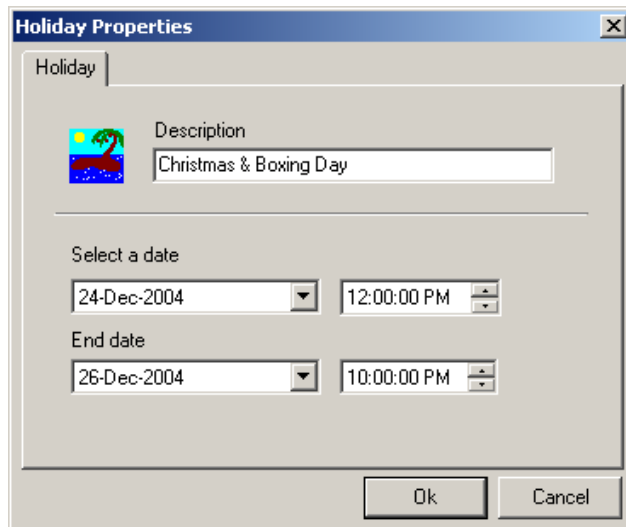 Holiday Properties
Holiday
Description
Christmas & Boxing Day
Select a date
24-Dec-2004 12:00:00 PM
End date
26-Dec-2004 10:00:00 PM
Ok Cancel